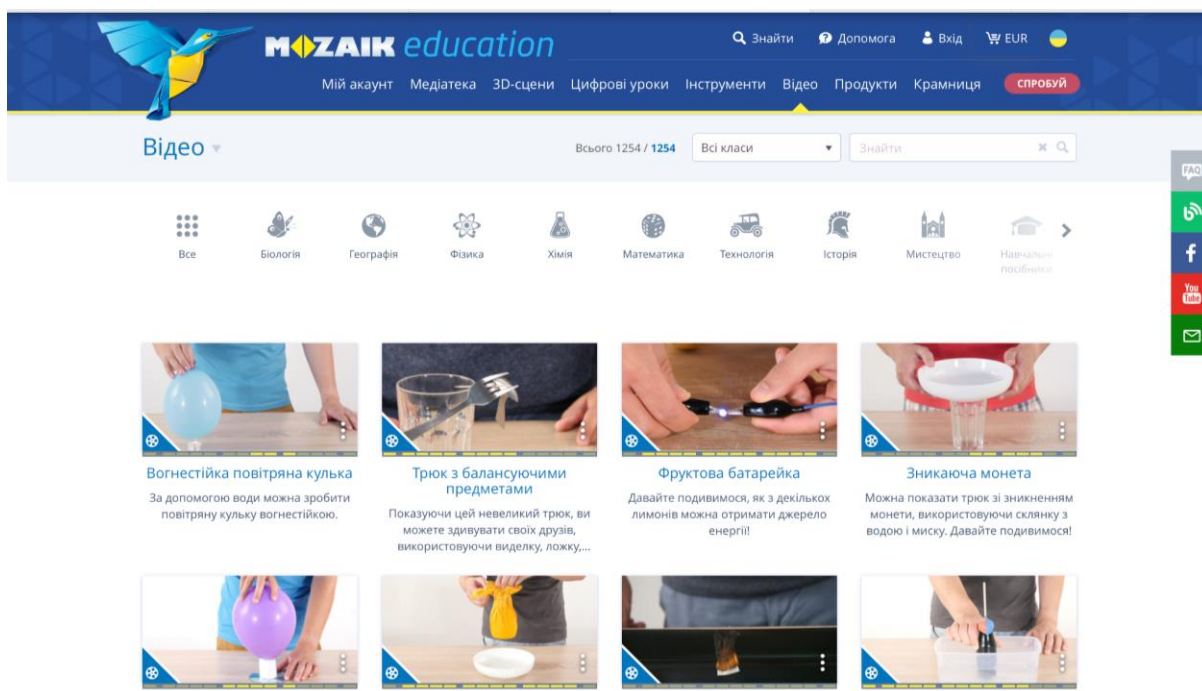 MOZAIK education
Знайти Допомога Вхід EUR
Мій акаунт Медіатека 3D-сцени Цифрові уроки Інструменти Відео Продукти Крамниця СПРОБУЙ
Відео
Всього 1254 / 1254 Всі класи Знайти
FAQ
Все Біологія Географія Фізика Хімія Математика Технологія Історія Мистецтво Навчальні
посібники
You
Tube
Вогнестійка повітряна кулька
За допомогою води можна зробити
повітряну кульку вогнестійкою.
Трюк з балансуючими
предметами
Показуючи цей невеликий трюк, ви
можете здивувати своїх друзів,
використовуючи виделку, ложку,...
Фруктова батарейка
Давайте подивимося, як з декількох
лимонів можна отримати джерело
енергії!
Зникаюча монета
Можна показати трюк зі зникненням
монети, використовуючи склянку з
водою і миску. Давайте подивимося!